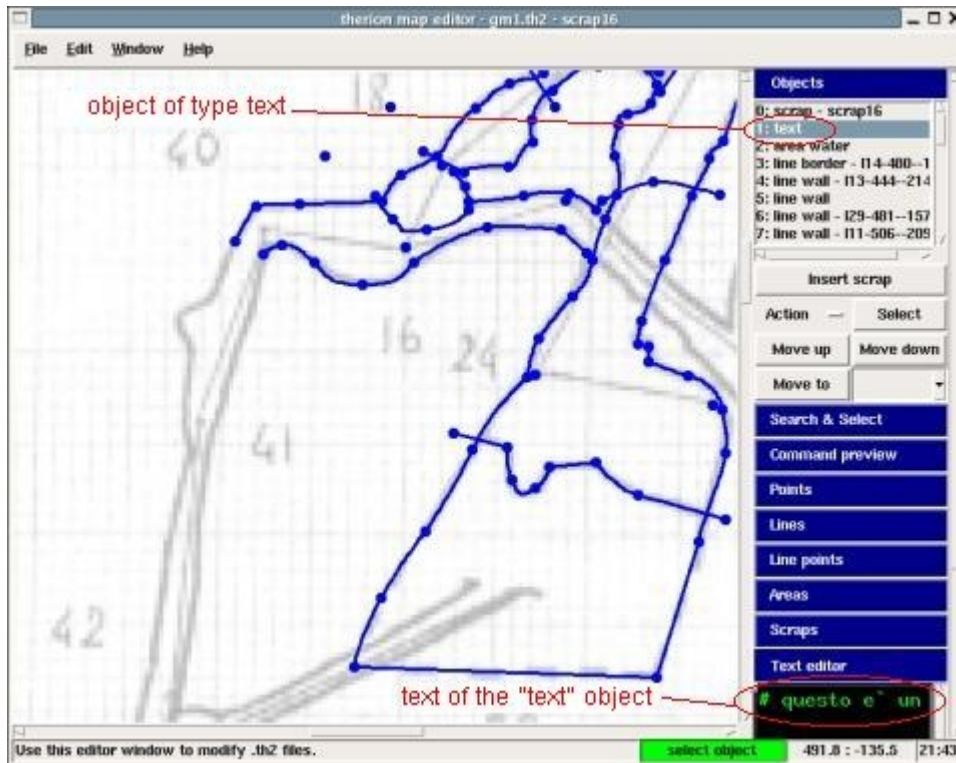 therion map editor - gm1.th2 - scrap16
File Edit Window Help
object of type text
18
40
16
24
41
42
text of the "text" object
Objects
0: scrap - scrap16
1: text
2: area water
3: line border - l14-400--1
4: line wall - l13-444--214
5: line wall
6: line wall - l29-481--157
7: line wall - l11-506--209
Insert scrap
Action Select
Move up Move down
Move to
Search & Select
Command preview
Points
Lines
Line points
Areas
Scraps
Text editor
# questo e` un
Use this editor window to modify .th2 files. select object 491.8 : -135.5 21:43